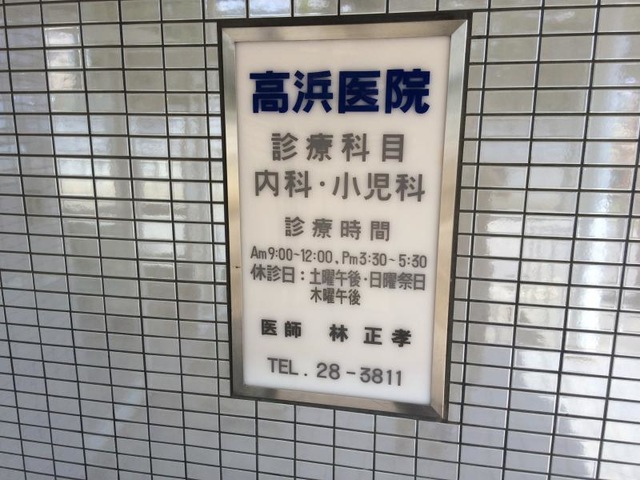 高浜医院
診療科目
内科・小児科
診療時間
Am9:00~12:00、Pm3:30~5:30
休診日：土曜午後・日曜祭日
木曜午後
医師 林 正孝
TEL. 28-3811